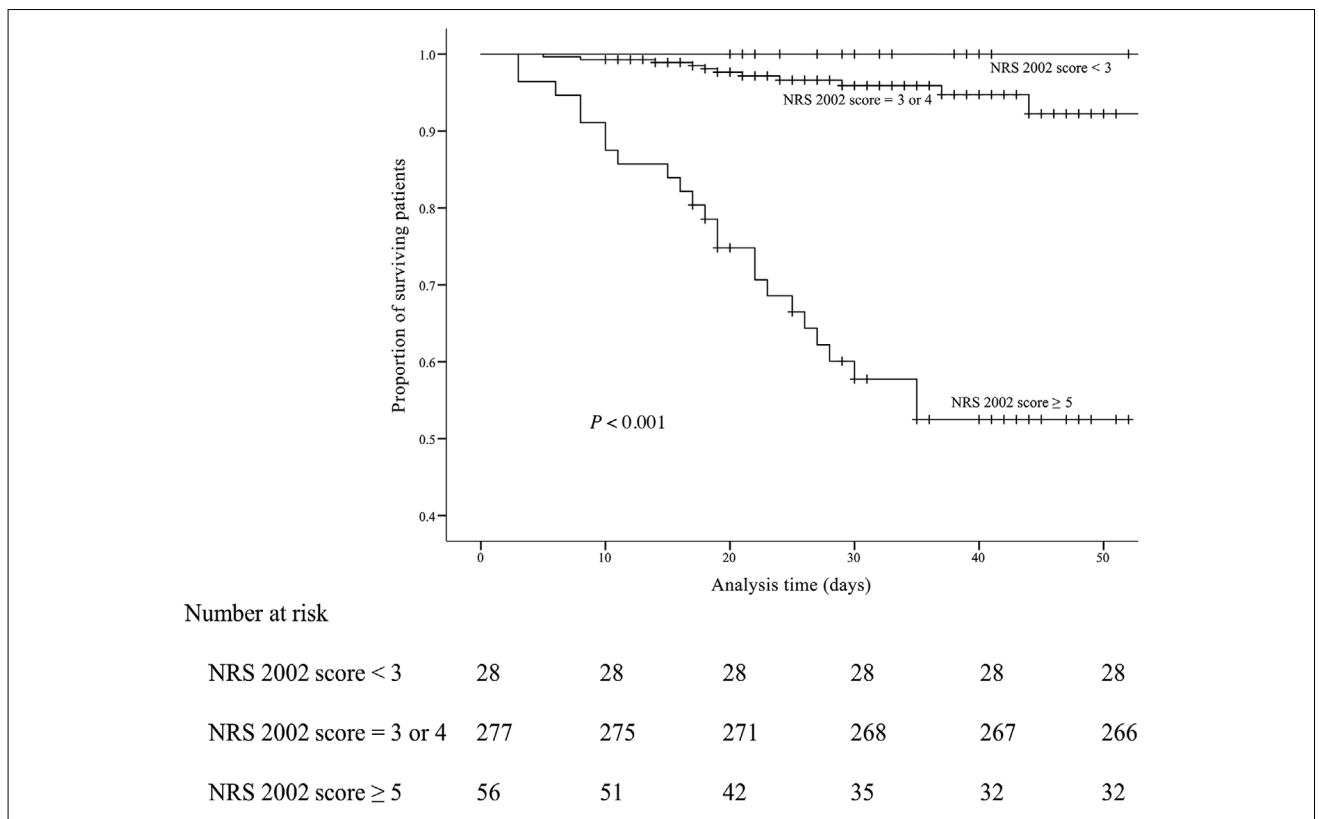 1.0
0.9
0.8
0.7
0.6
0.5
0.4
Proportion of surviving patients
NRS 2002 score < 3
NRS 2002 score = 3 or 4
NRS 2002 score ≥ 5
P < 0.001
0 10 20 30 40 50
Analysis time (days)
Number at risk
NRS 2002 score < 3 28 28 28 28 28 28
NRS 2002 score = 3 or 4 277 275 271 268 267 266
NRS 2002 score ≥ 5 56 51 42 35 32 32